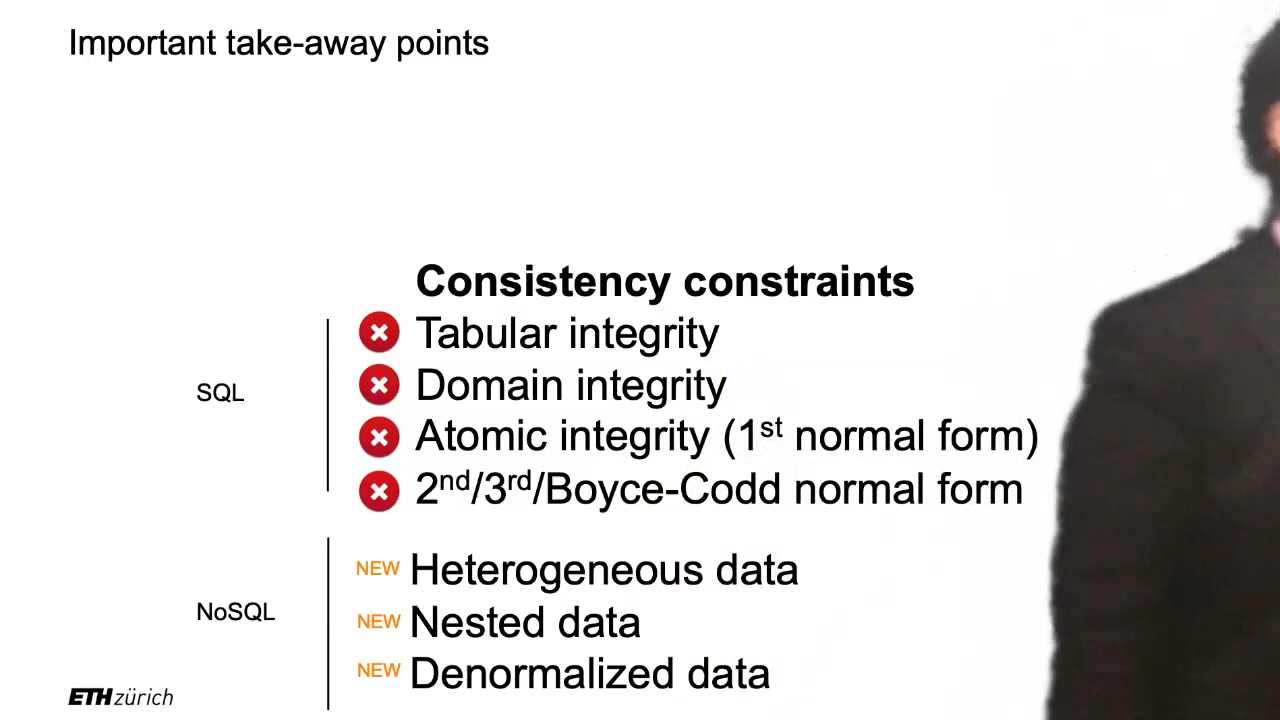 Important take-away points
Consistency constraints
SQL
Tabular integrity
Domain integrity
Atomic integrity (1st normal form)
2nd/3rd/Boyce-Codd normal form
NoSQL
NEW Heterogeneous data
NEW Nested data
NEW Denormalized data
ETH zürich